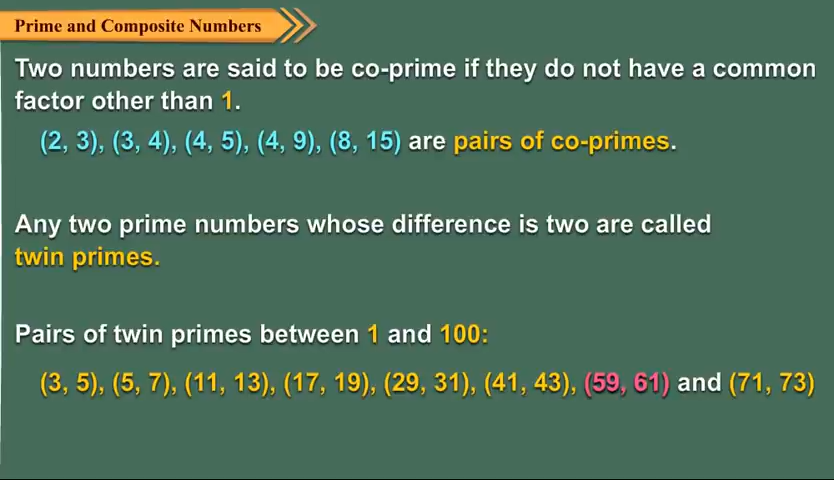 Prime and Composite Numbers
Two numbers are said to be co-prime if they do not have a common
factor other than 1.
(2, 3), (3, 4), (4, 5), (4, 9), (8, 15) are pairs of co-primes.
Any two prime numbers whose difference is two are called
twin primes.
Pairs of twin primes between 1 and 100:
(3, 5), (5, 7), (11, 13), (17, 19), (29, 31), (41, 43), (59, 61) and (71, 73)